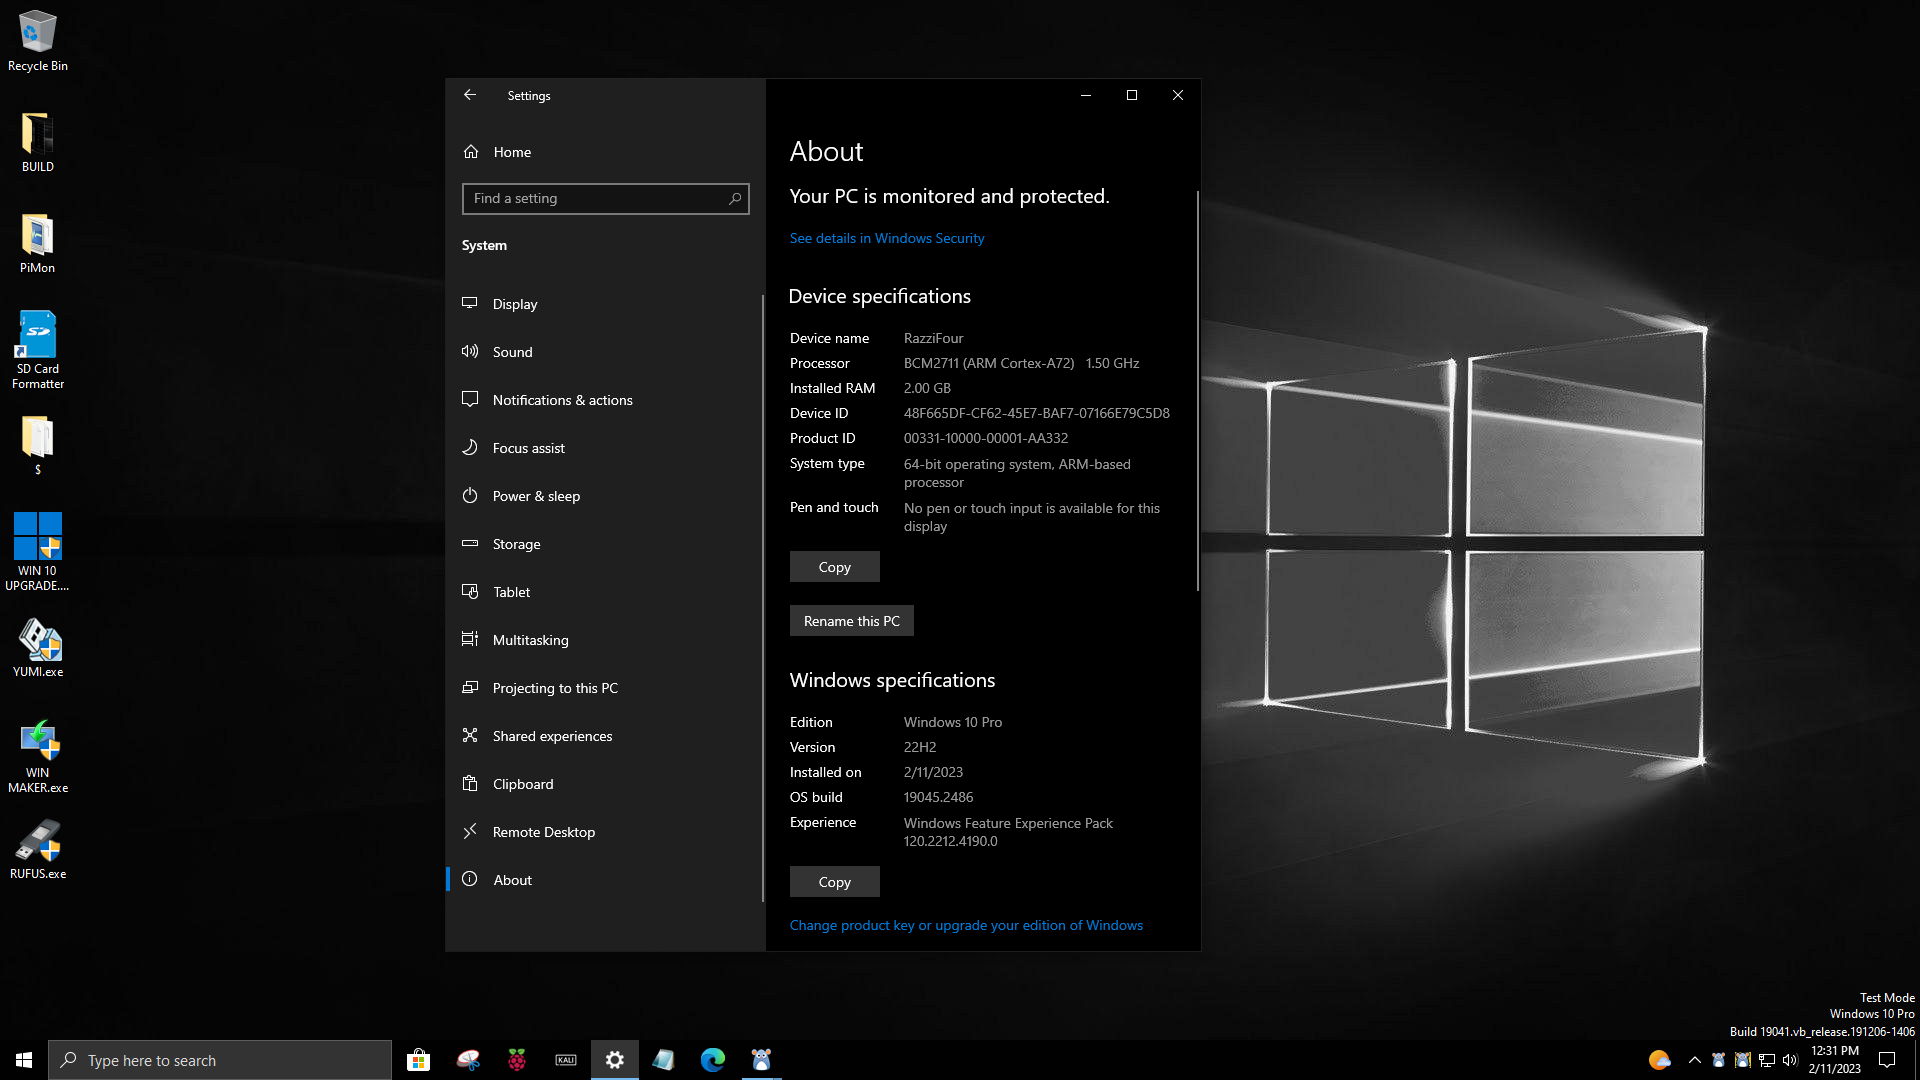 Recycle Bin
BUILD
PiMon
SD
SD Card
Formatter
$
WIN 10
UPGRADE....
YUMI.exe
WIN
MAKER.exe
RUFUS.exe
Settings
Home
Find a setting
System
Display
Sound
Notifications & actions
Focus assist
Power & sleep
Storage
Tablet
Multitasking
Projecting to this PC
Shared experiences
Clipboard
Remote Desktop
About
About
Your PC is monitored and protected.
See details in Windows Security
Device specifications
Device name RazziFour
Processor BCM2711 (ARM Cortex-A72) 1.50 GHz
Installed RAM 2.00 GB
Device ID 48F665DF-CF62-45E7-BAF7-07166E79C5D8
Product ID 00331-10000-00001-AA332
System type 64-bit operating system, ARM-based
processor
Pen and touch No pen or touch input is available for this
display
Copy
Rename this PC
Windows specifications
Edition Windows 10 Pro
Version 22H2
Installed on 2/11/2023
OS build 19045.2486
Experience Windows Feature Experience Pack
120.2212.4190.0
Copy
Change product key or upgrade your edition of Windows
Test Mode
Windows 10 Pro
Build 19041.vb_release.191206-1406
Type here to search
KALI
12:31 PM
2/11/2023